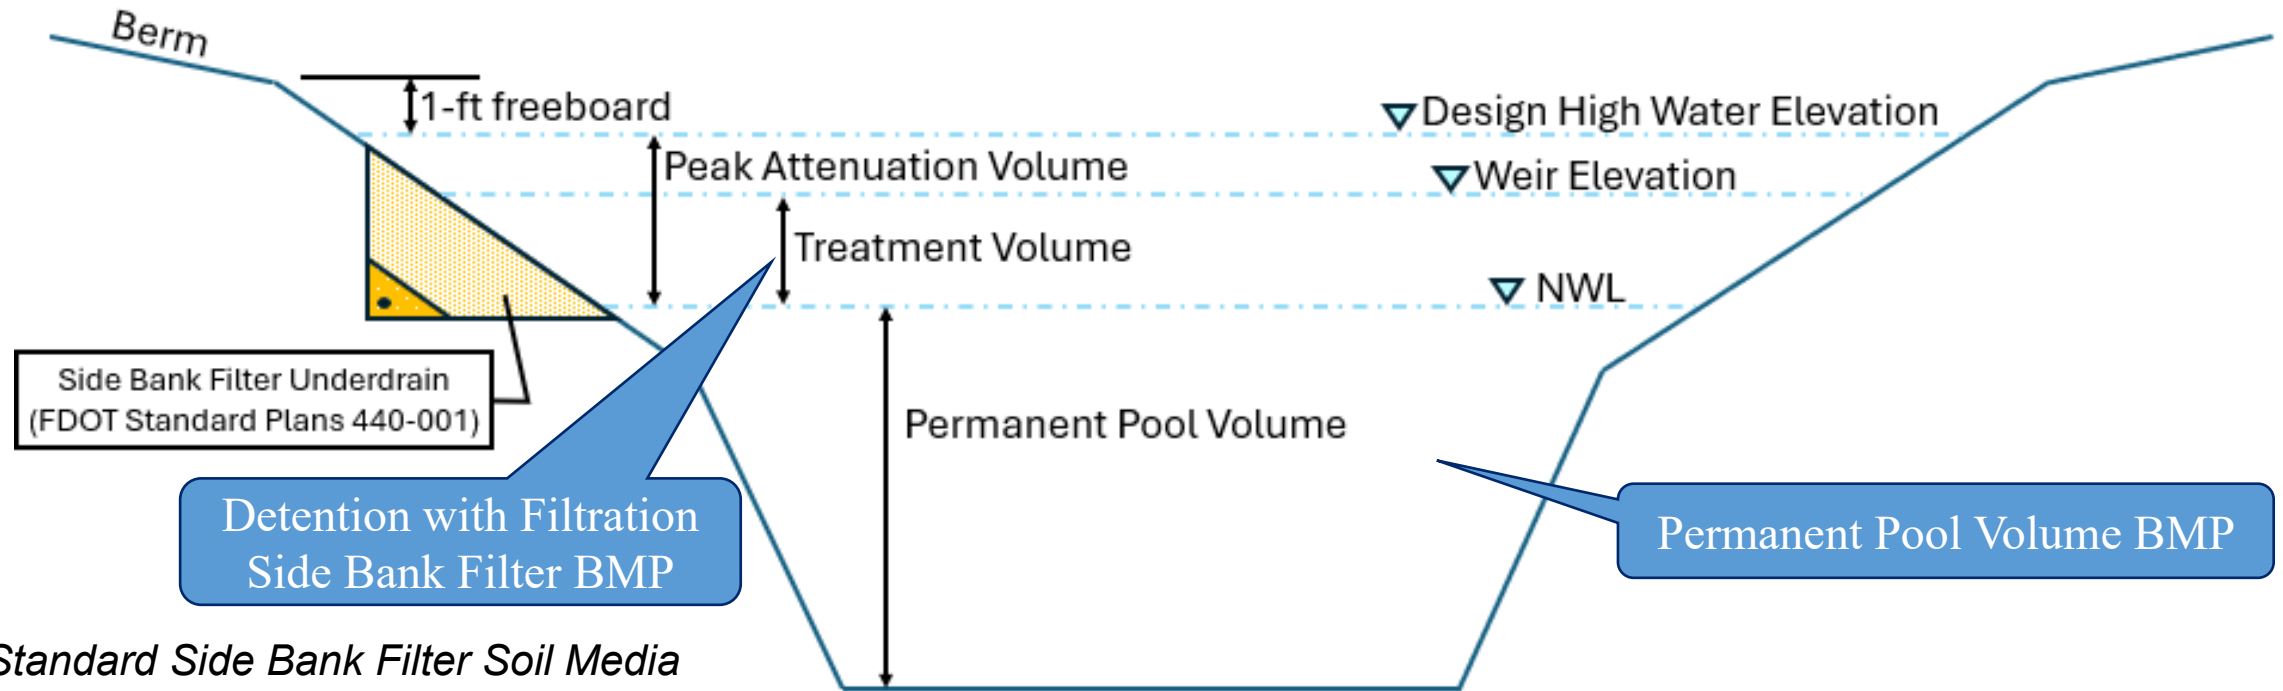 Berm
1-ft freeboard
Design High Water Elevation
Peak Attenuation Volume
Weir Elevation
Treatment Volume
NWL
Side Bank Filter Underdrain
(FDOT Standard Plans 440-001)
Permanent Pool Volume
Detention with Filtration
Side Bank Filter BMP
Permanent Pool Volume BMP
Standard Side Bank Filter Soil Media